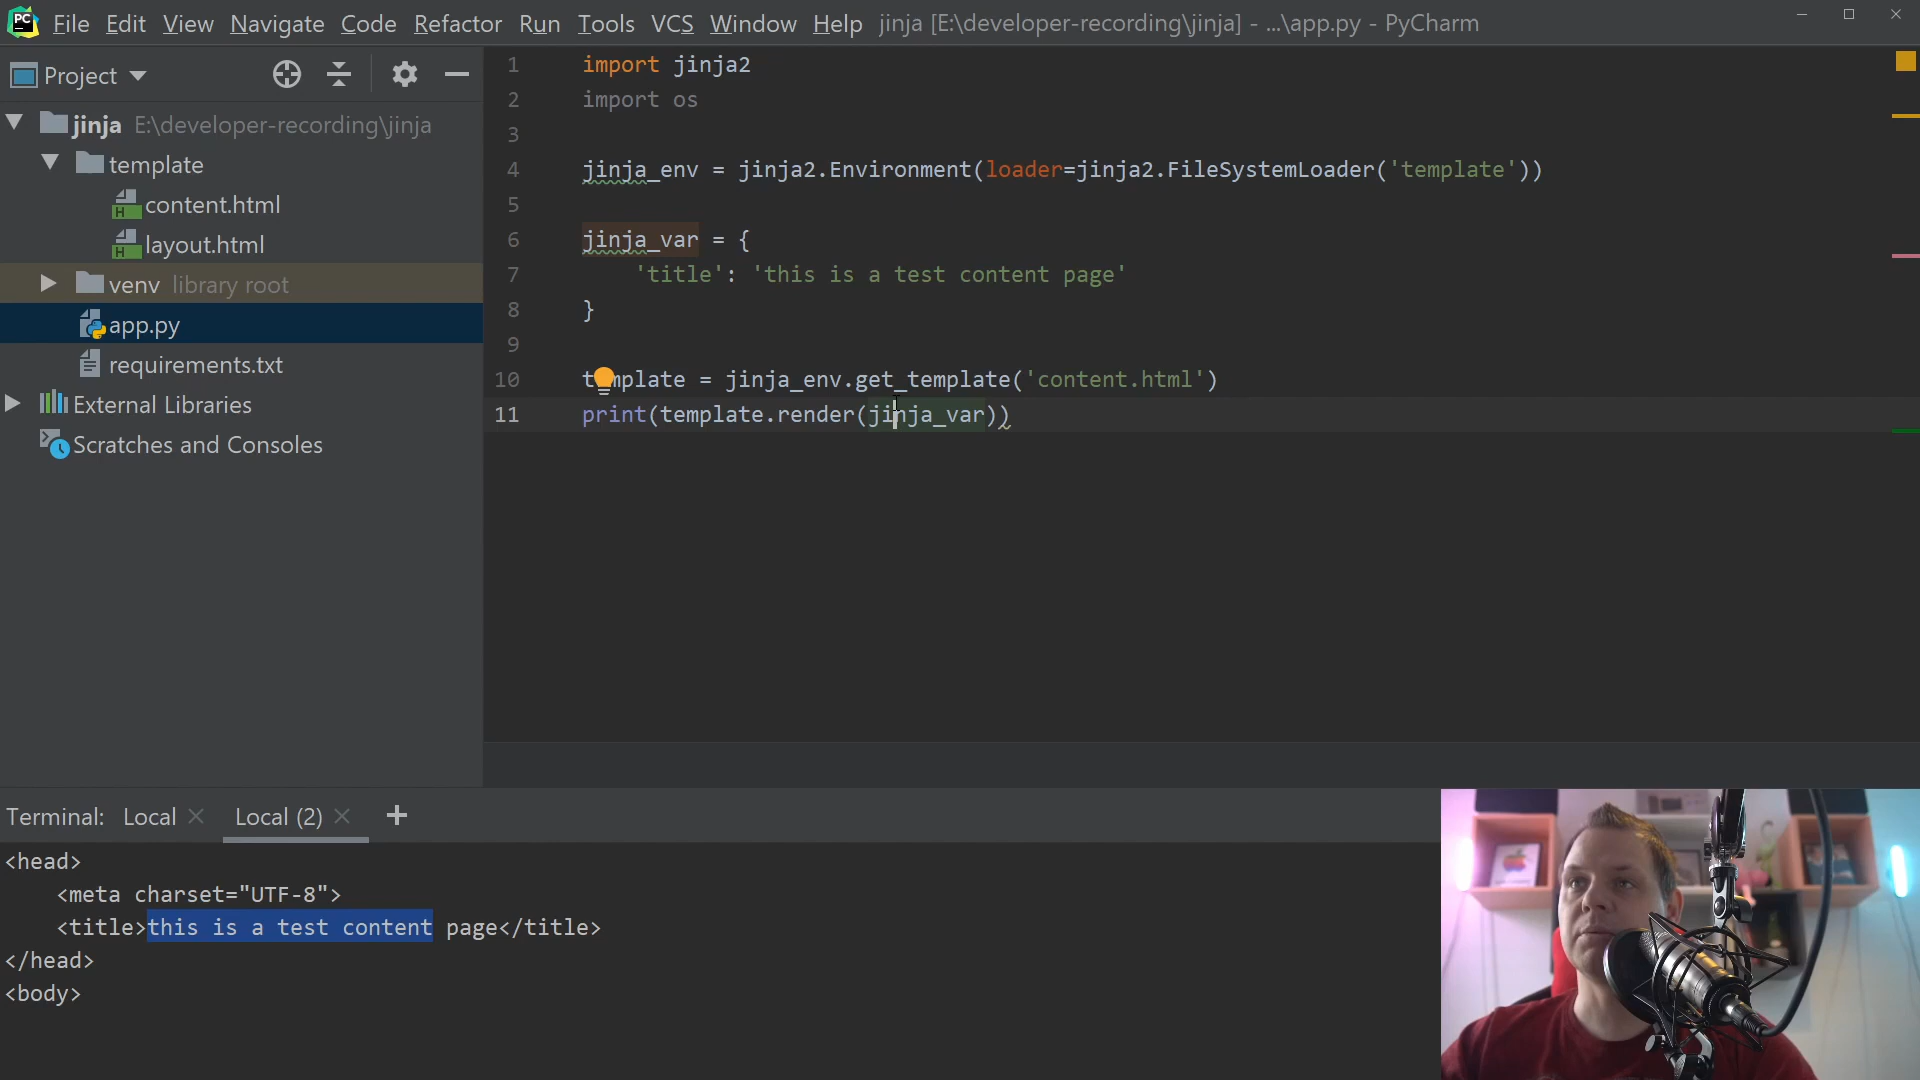 File Edit View Navigate Code Refactor Run Tools VCS Window Help jinja [E:\developer-recording\jinja] - ...\app.py - PyCharm
PC
Project
jinja E:\developer-recording\jinja
template
content.html
layout.html
venv library root
app.py
requirements.txt
External Libraries
Scratches and Consoles
1 import jinja2
2 import os
3
4 jinja_env = jinja2.Environment(loader=jinja2.FileSystemLoader('template'))
5
6 jinja_var = {
7 'title': 'this is a test content page'
8 }
9
10 template = jinja_env.get_template('content.html')
11 print(template.render(jinja_var))
Terminal: Local Local (2)
<head>
<meta charset="UTF-8">
<title>this is a test content page</title>
</head>
<body>